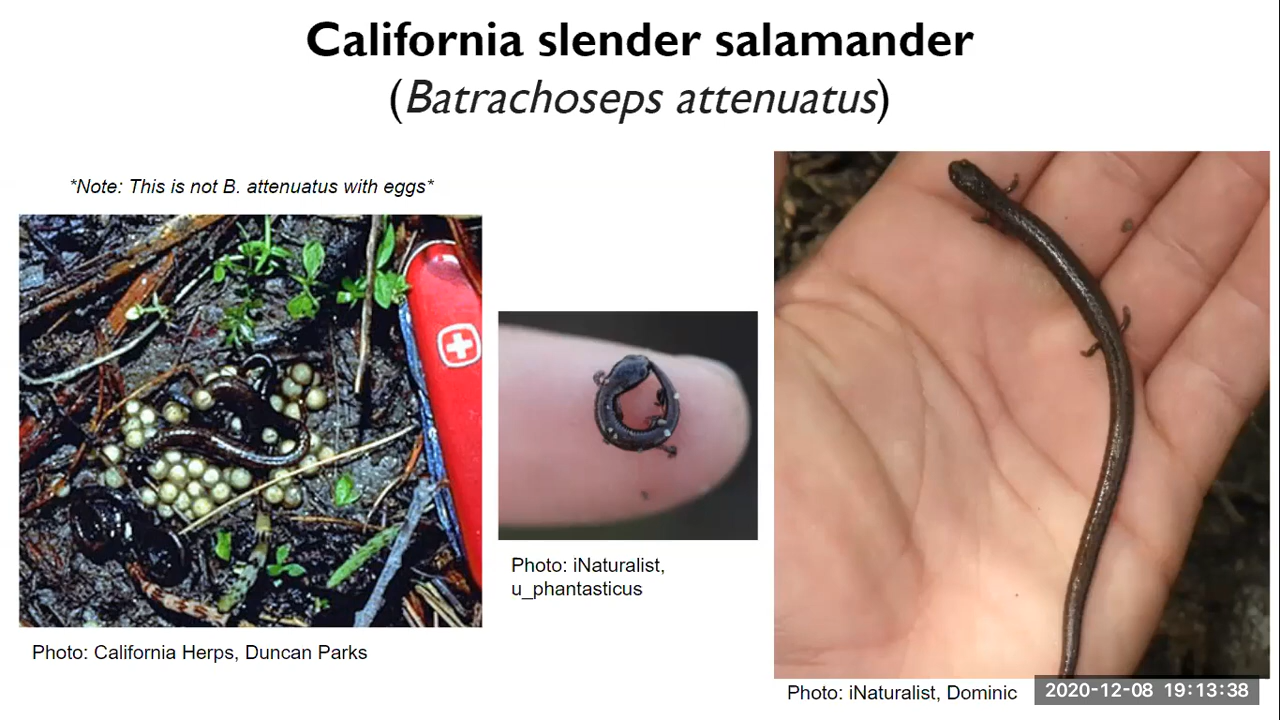 California slender salamander
(Batrachoseps attenuatus)
*Note: This is not B. attenuatus with eggs*
Photo: iNaturalist,
u_phantasticus
Photo: California Herps, Duncan Parks
Photo: iNaturalist, Dominic
2020-12-08 19:13:38